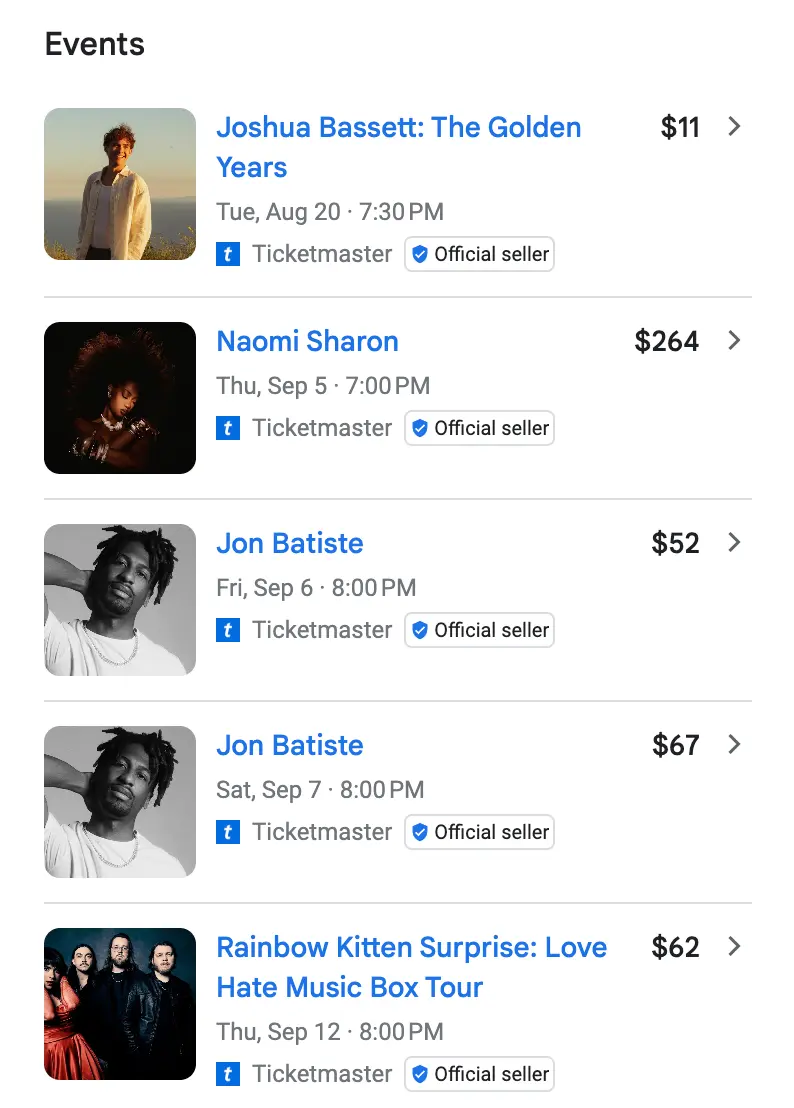 Events
Joshua Bassett: The Golden $11
Years
Tue, Aug 20 · 7:30 PM
t Ticketmaster Official seller
Naomi Sharon $264
Thu, Sep 5 · 7:00 PM
t Ticketmaster Official seller
Jon Batiste $52
Fri, Sep 6 · 8:00 PM
t Ticketmaster Official seller
Jon Batiste $67
Sat, Sep 7 · 8:00 PM
t Ticketmaster Official seller
Rainbow Kitten Surprise: Love $62
Hate Music Box Tour
Thu, Sep 12 · 8:00 PM
t Ticketmaster Official seller